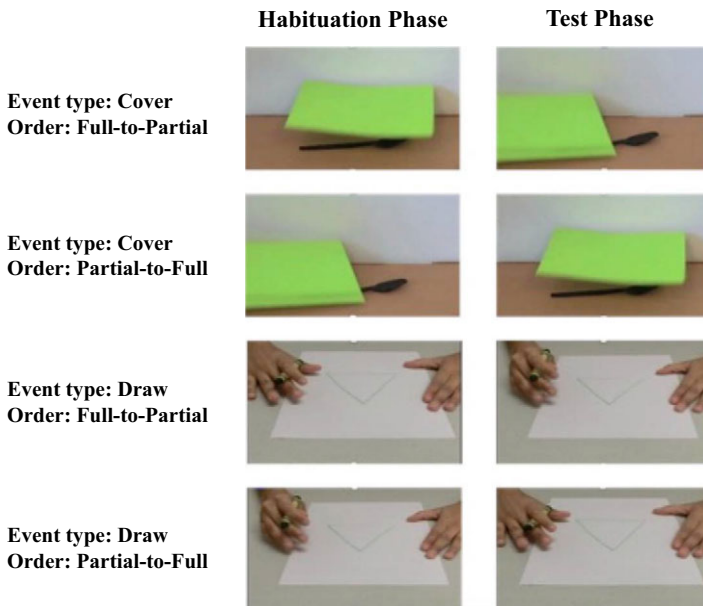 Habituation Phase
Test Phase
Event type: Cover
Order: Full-to-Partial
Event type: Cover
Order: Partial-to-Full
Event type: Draw
Order: Full-to-Partial
Event type: Draw
Order: Partial-to-Full